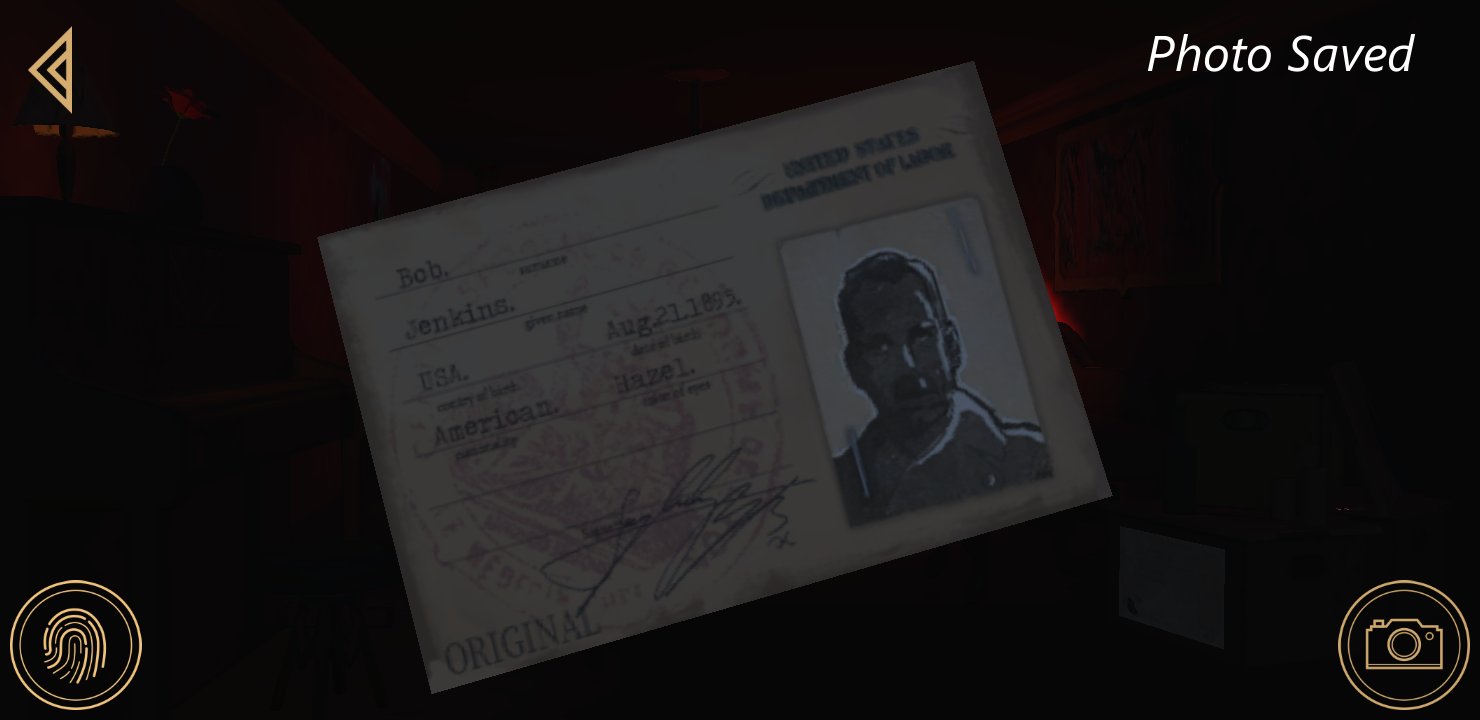 Photo Saved
UNITED STATES
DEPARTMENT OF LABOR
Bob.
surname
Jenkins.
given name
Aug.21.1895.
date of birth
USA.
country of birth
Hazel.
color of eyes
American.
nationality
ORIGINAL